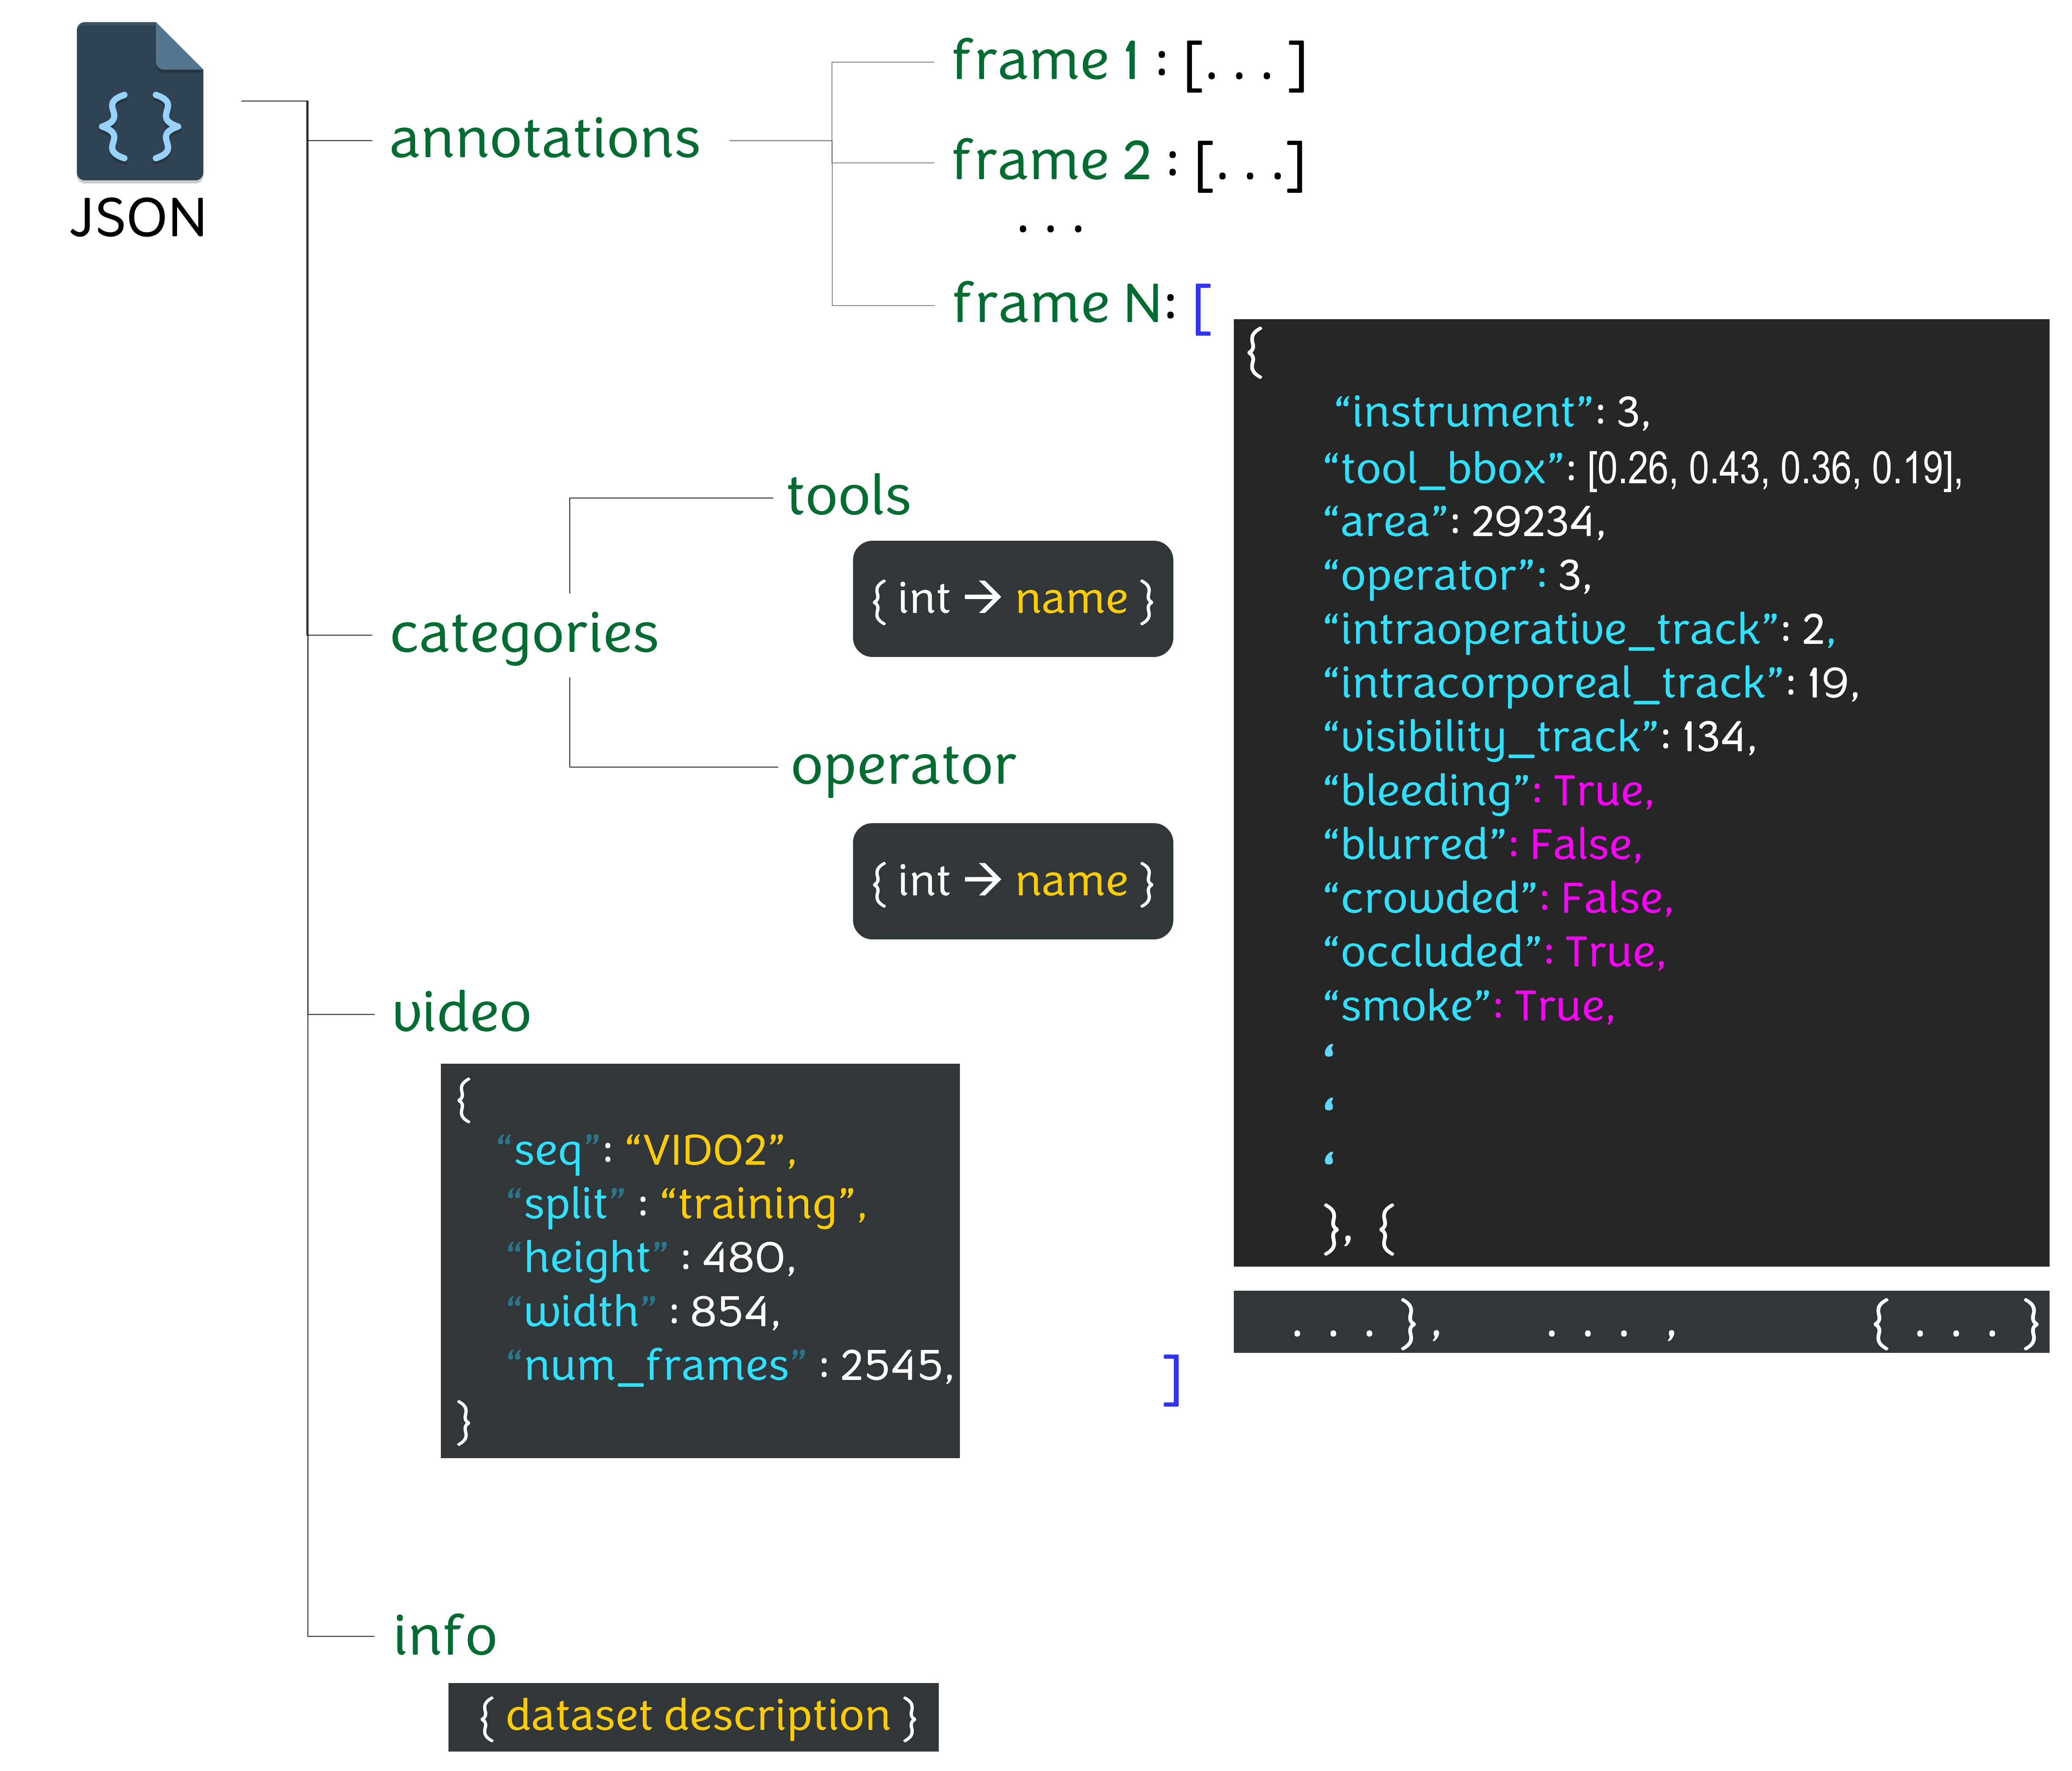 { }
JSON
annotations
frame 1 : [. . . ]
frame 2 : [. . .]
. . .
frame N: [
{
“instrument”: 3,
“tool_bbox”: [0.26, 0.43, 0.36, 0.19],
“area”: 29234,
“operator”: 3,
“intraoperative_track”: 2,
“intracorporeal_track”: 19,
“visibility_track”: 134,
“bleeding”: True,
“blurred”: False,
“crowded”: False,
“occluded”: True,
“smoke”: True,
‘
‘
‘
}, {
. . . }, . . . , { . . . }
]
categories
tools
{ int → name }
operator
{ int → name }
video
{
“seq”: “VID02”,
“split” : “training”,
“height” : 480,
“width” : 854,
“num_frames” : 2545,
}
info
{ dataset description }